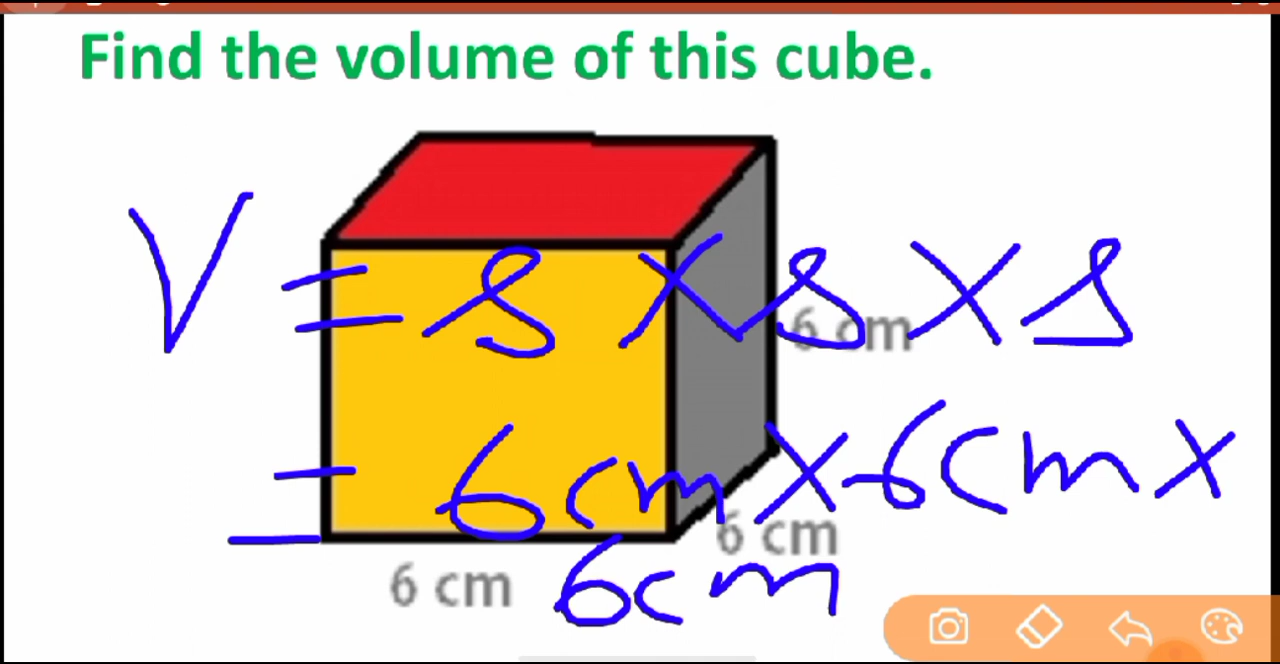 Find the volume of this cube.
V = s X s X s
6 cm
= 6cm X 6cm X
6 cm
6 cm 6cm